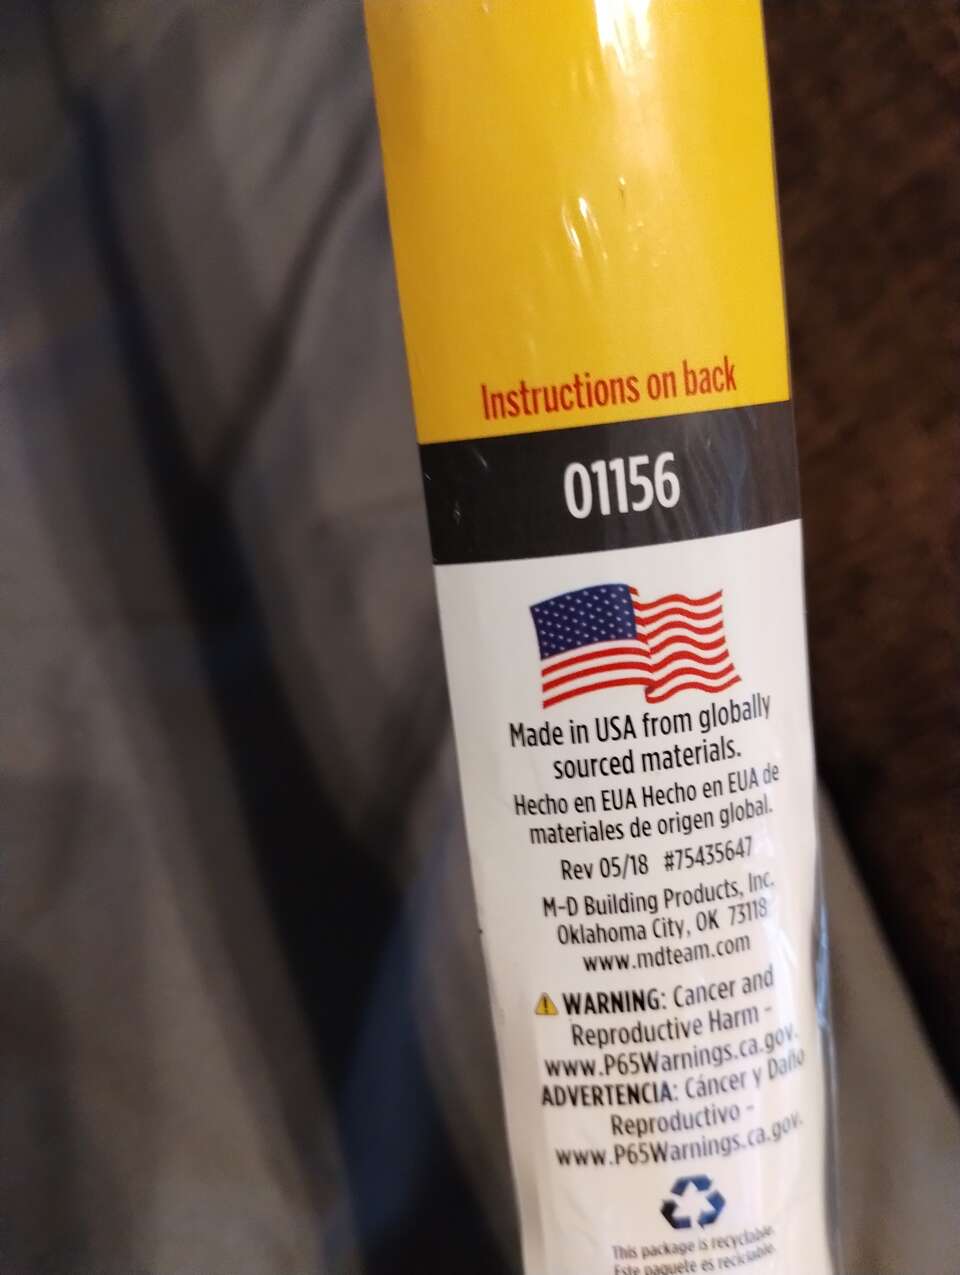 Instructions on back
01156
Made in USA from globally
sourced materials.
Hecho en EUA Hecho en EUA de
materiales de origen global.
Rev 05/18 #75435647
M-D Building Products, Inc.
Oklahoma City, OK 73118
www.mdteam.com
WARNING: Cancer and
Reproductive Harm -
www.P65Warnings.ca.gov.
ADVERTENCIA: Cáncer y Daño
Reproductivo -
www.P65Warnings.ca.gov.
This package is recyclable.
Este paquete es reciclable.